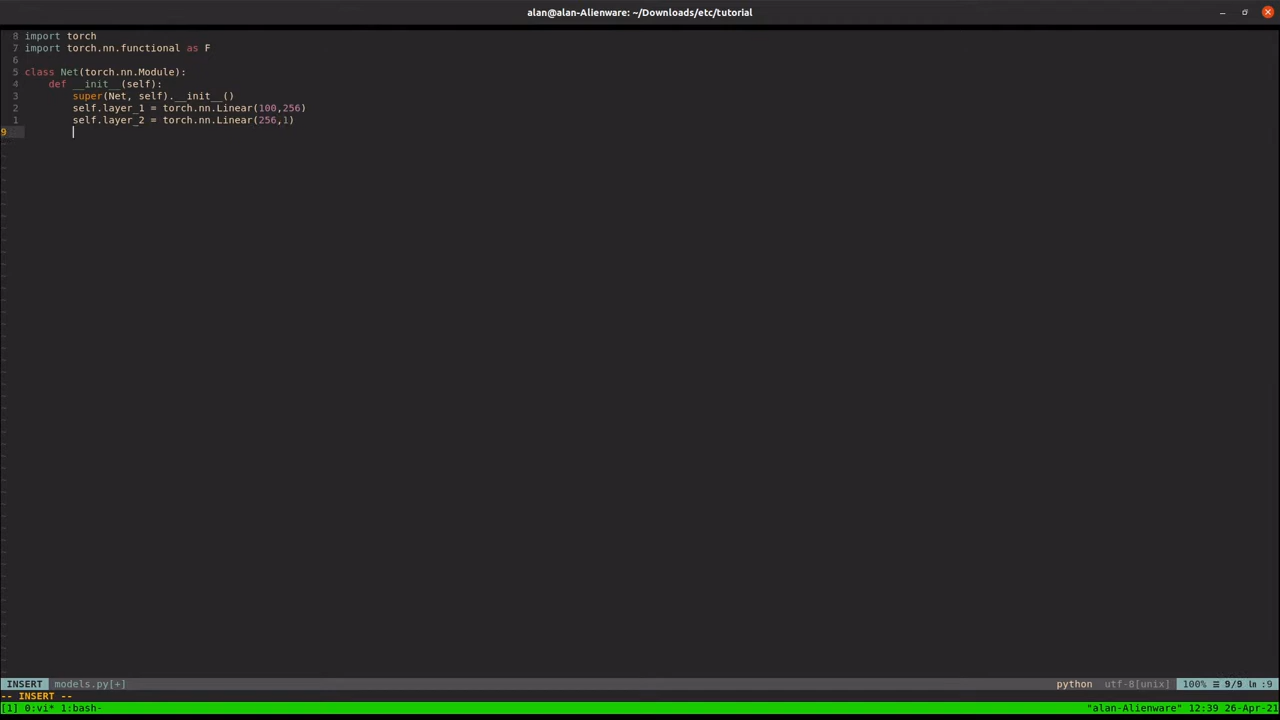 alan@alan-Alienware: ~/Downloads/etc/tutorial
8 import torch
7 import torch.nn.functional as F
6
5 class Net(torch.nn.Module):
4     def __init__(self):
3         super(Net, self).__init__()
2         self.layer_1 = torch.nn.Linear(100,256)
1         self.layer_2 = torch.nn.Linear(256,1)
9
INSERT models.py[+] python utf-8[unix] 100% ☰ 9/9 ㏑ :9
-- INSERT --
[1] 0:vi* 1:bash- "alan-Alienware" 12:39 26-Apr-21